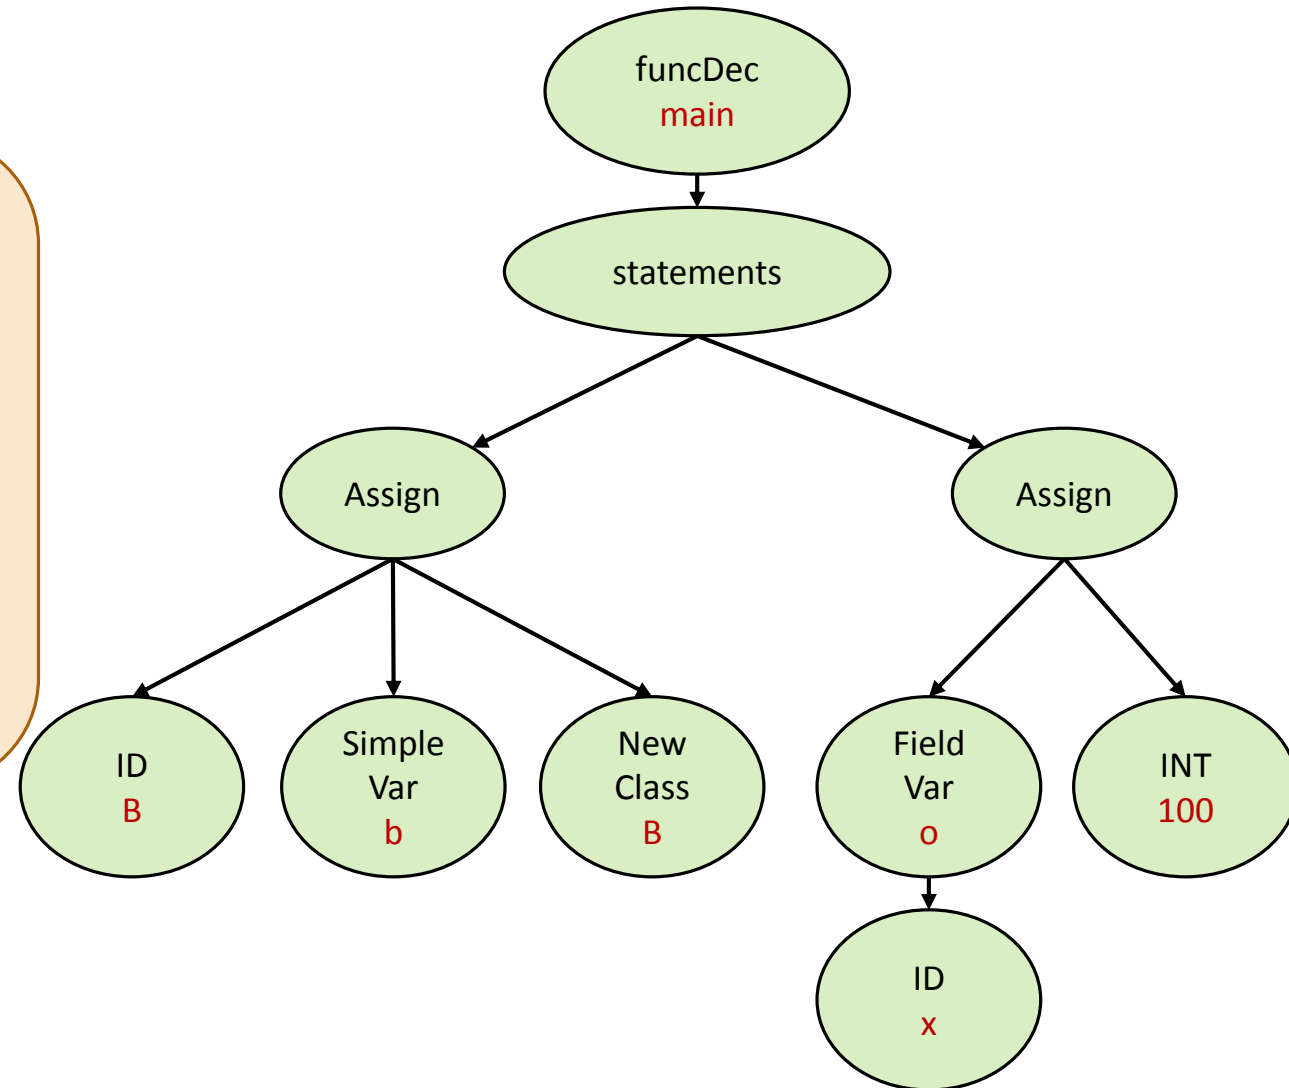 funcDec
main
statements
Assign
Assign
ID
B
Simple
Var
b
New
Class
B
Field
Var
o
INT
100
ID
x